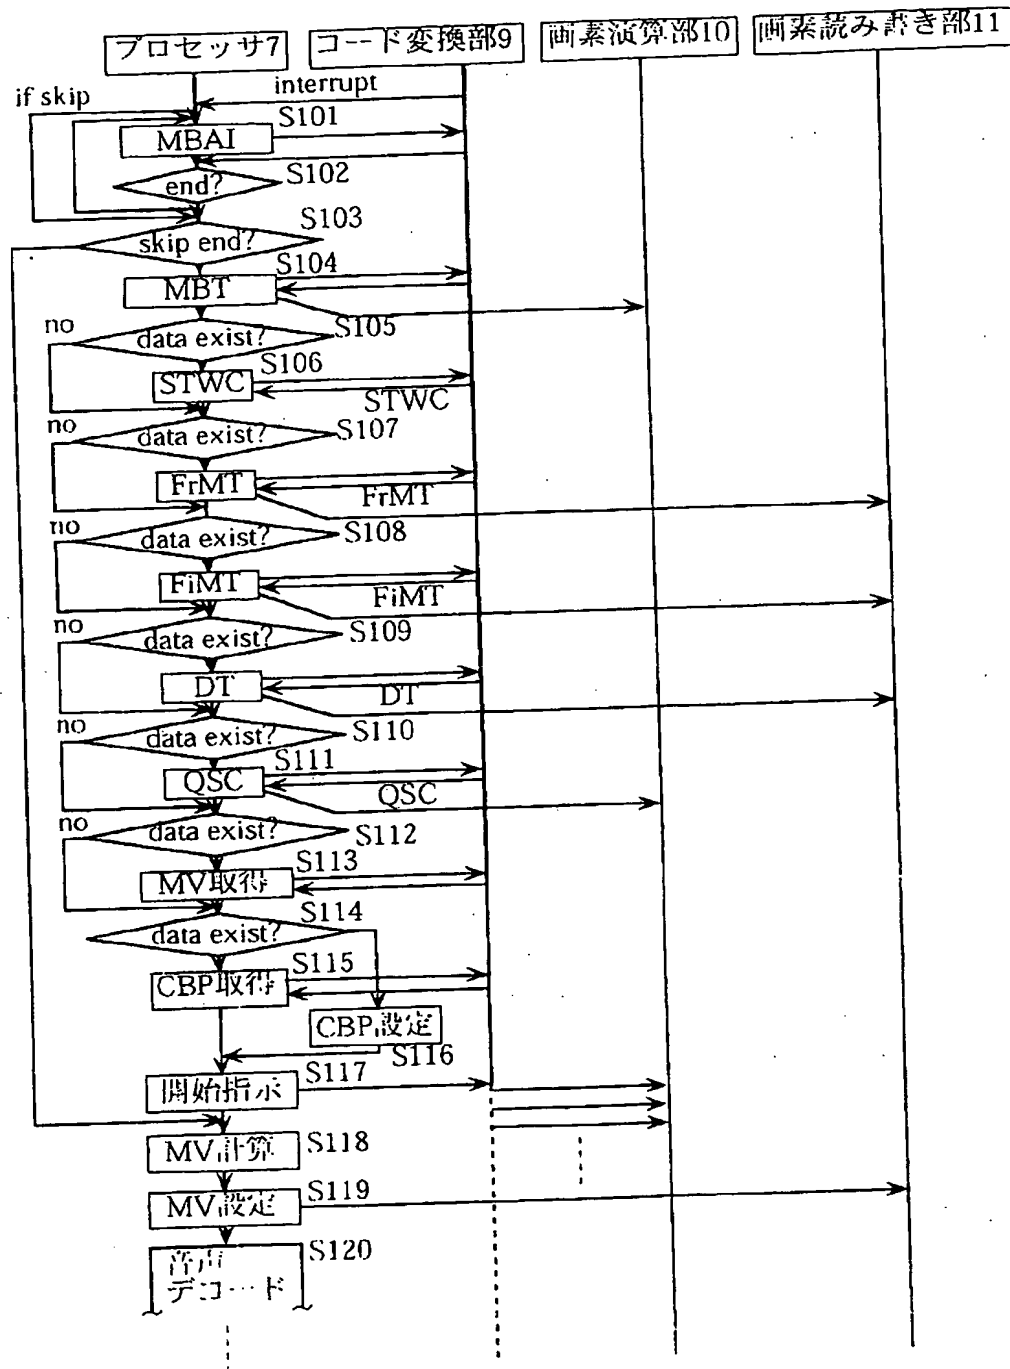 プロセッサ7 コード変換部9 画素演算部10 画素読み書き部11
interrupt
if skip
S101
MBAI
S102
end?
S103
skip end?
S104
MBT
no
S105
data exist?
S106
STWC
STWC
no
S107
data exist?
FrMT
FrMT
no
S108
data exist?
FiMT
FiMT
no
S109
data exist?
DT
DT
no
S110
data exist?
S111
QSC
QSC
no
S112
data exist?
S113
MV取得
S114
data exist?
S115
CBP取得
CBP設定
S116
S117
開始指示
MV計算 S118
MV設定 S119
音声 S120
デコード